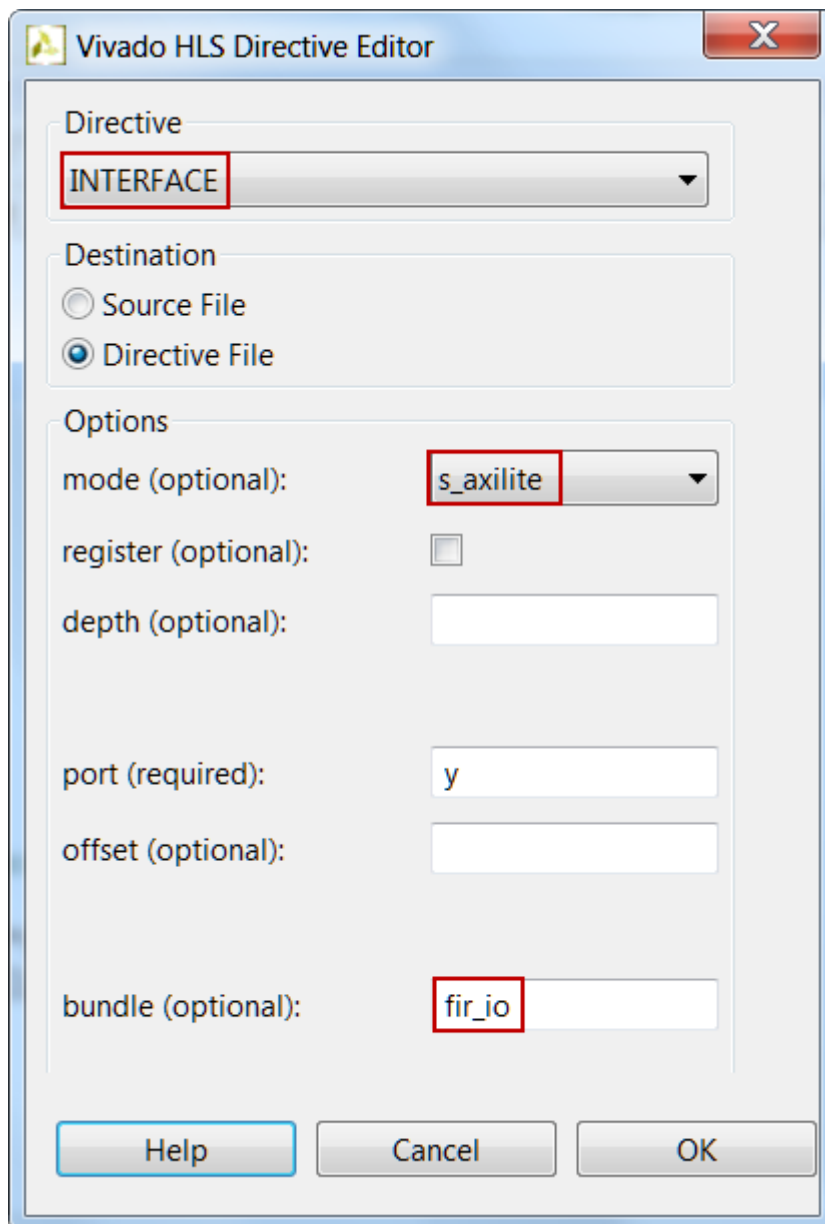 Vivado HLS Directive Editor
Directive
INTERFACE
Destination
Source File
Directive File
Options
mode (optional): s_axilite
register (optional):
depth (optional):
port (required): y
offset (optional):
bundle (optional): fir_io
Help Cancel OK